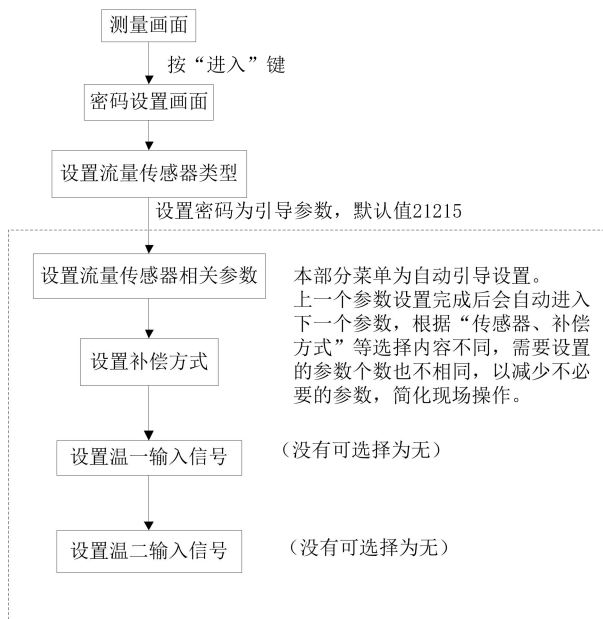 测量画面
按“进入”键
密码设置画面
设置流量传感器类型
设置密码为引导参数，默认值21215
设置流量传感器相关参数
本部分菜单为自动引导设置。
上一个参数设置完成后会自动进入
下一个参数，根据“传感器、补偿
方式”等选择内容不同，需要设置
的参数个数也不相同，以减少不必
要的参数，简化现场操作。
设置补偿方式
设置温一输入信号
（没有可选择为无）
设置温二输入信号
（没有可选择为无）